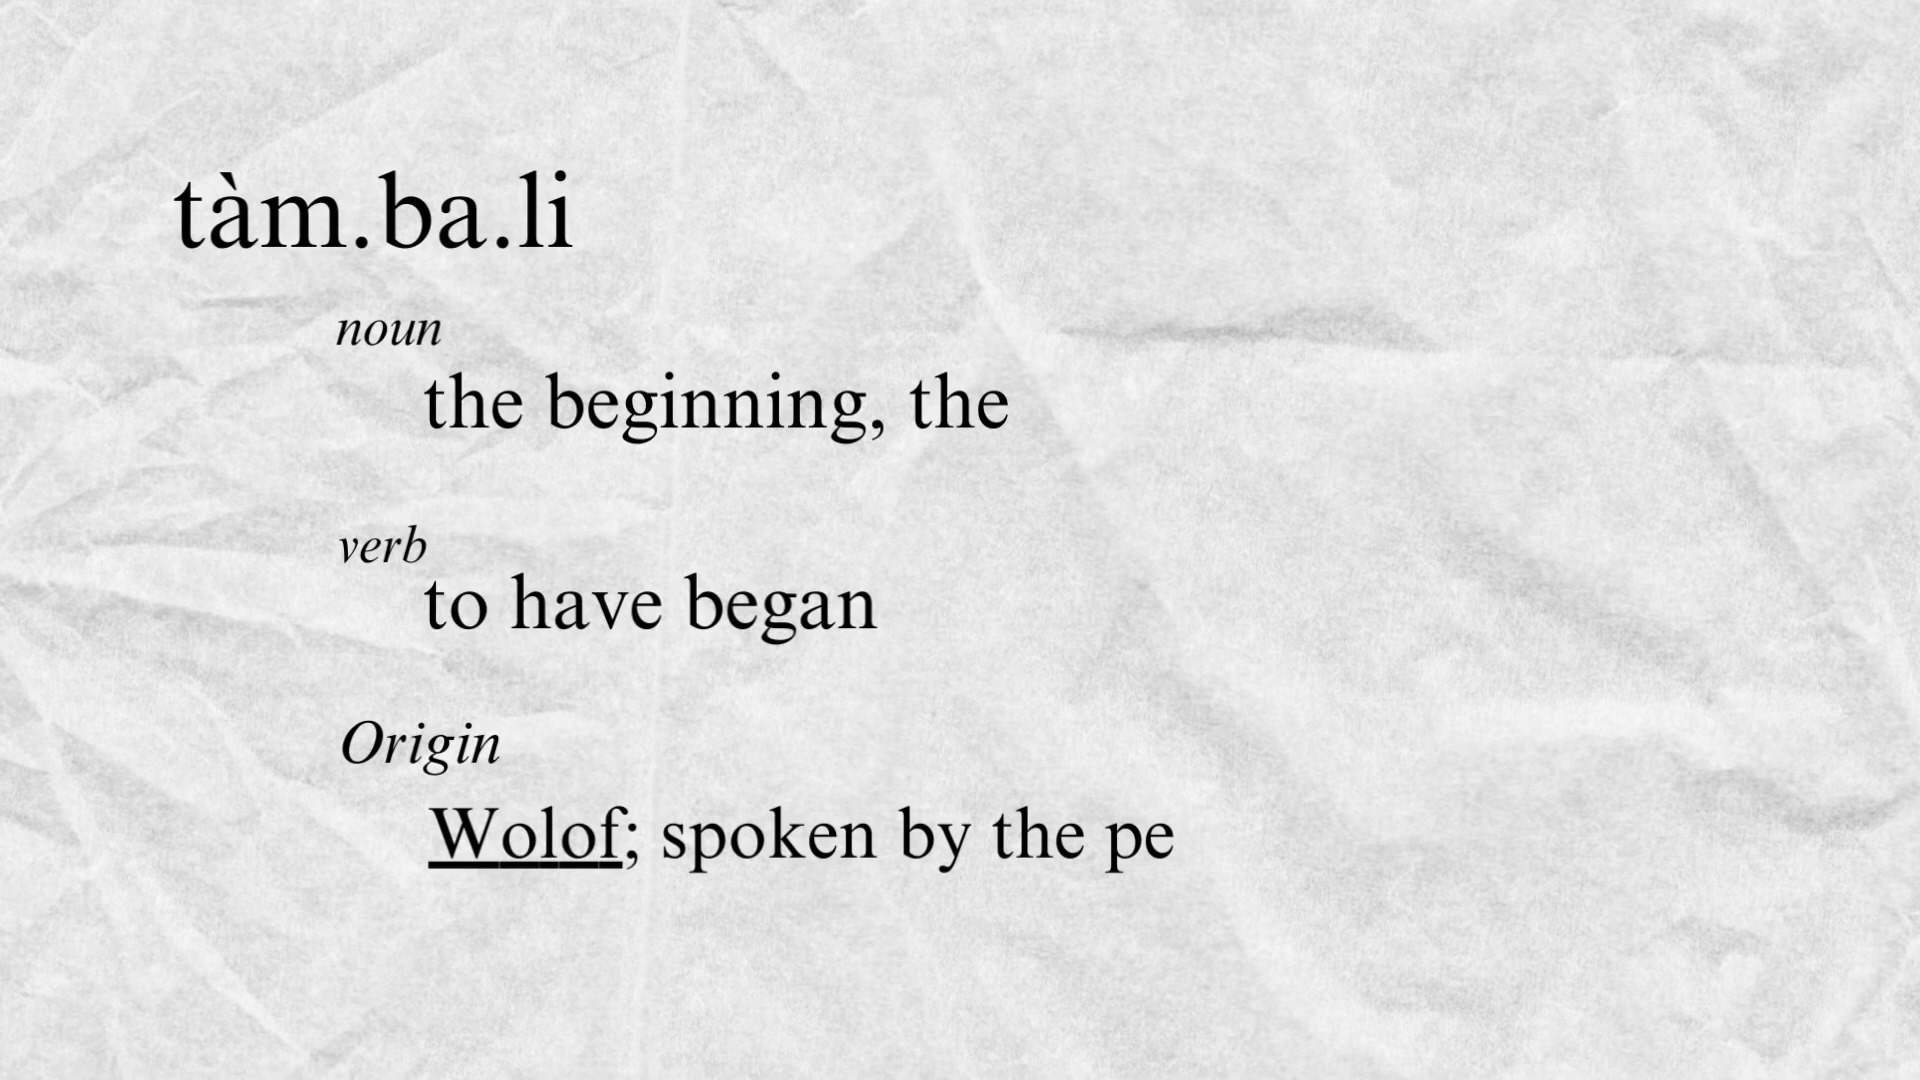 tàm.ba.li
noun
the beginning, the
verb
to have began
Origin
Wolof; spoken by the pe